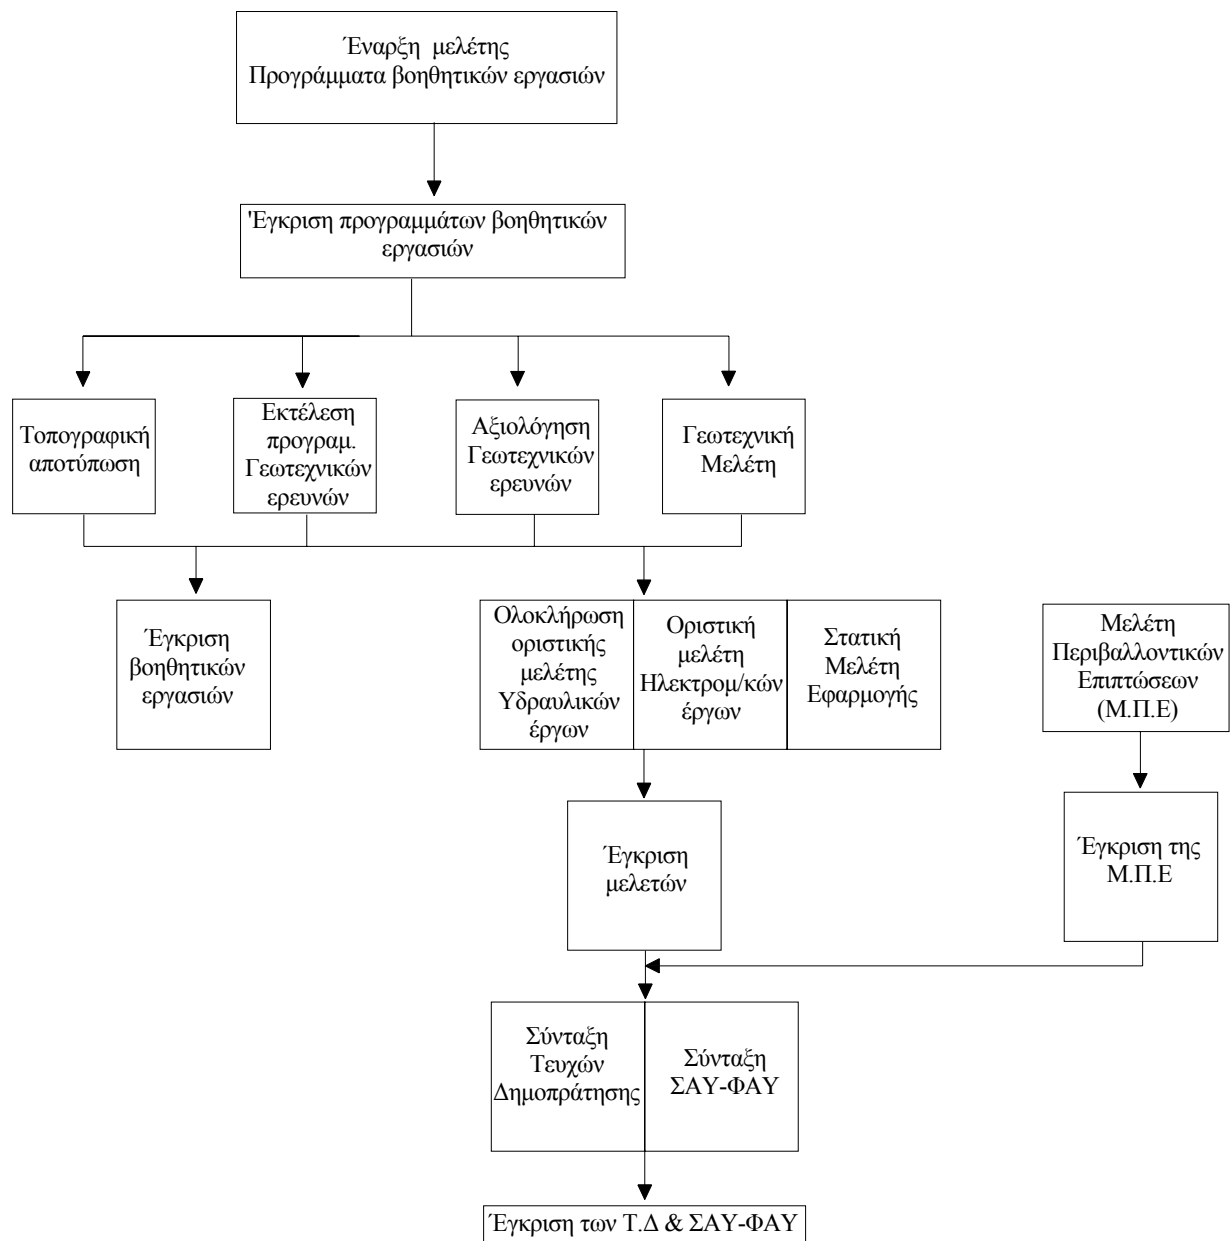 Έναρξη μελέτης
Προγράμματα βοηθητικών εργασιών
'Έγκριση προγραμμάτων βοηθητικών
εργασιών
Τοπογραφική
αποτύπωση
Εκτέλεση
προγραμ.
Γεωτεχνικών
ερευνών
Αξιολόγηση
Γεωτεχνικών
ερευνών
Γεωτεχνική
Μελέτη
Έγκριση
βοηθητικών
εργασιών
Ολοκλήρωση
οριστικής
μελέτης
Υδραυλικών
έργων
Οριστική
μελέτη
Ηλεκτρομ/κών
έργων
Στατική
Μελέτη
Εφαρμογής
Μελέτη
Περιβαλλοντικών
Επιπτώσεων
(Μ.Π.Ε)
Έγκριση
μελετών
Έγκριση της
Μ.Π.Ε
Σύνταξη
Τευχών
Δημοπράτησης
Σύνταξη
ΣΑΥ-ΦΑΥ
Έγκριση των Τ.Δ & ΣΑΥ-ΦΑΥ